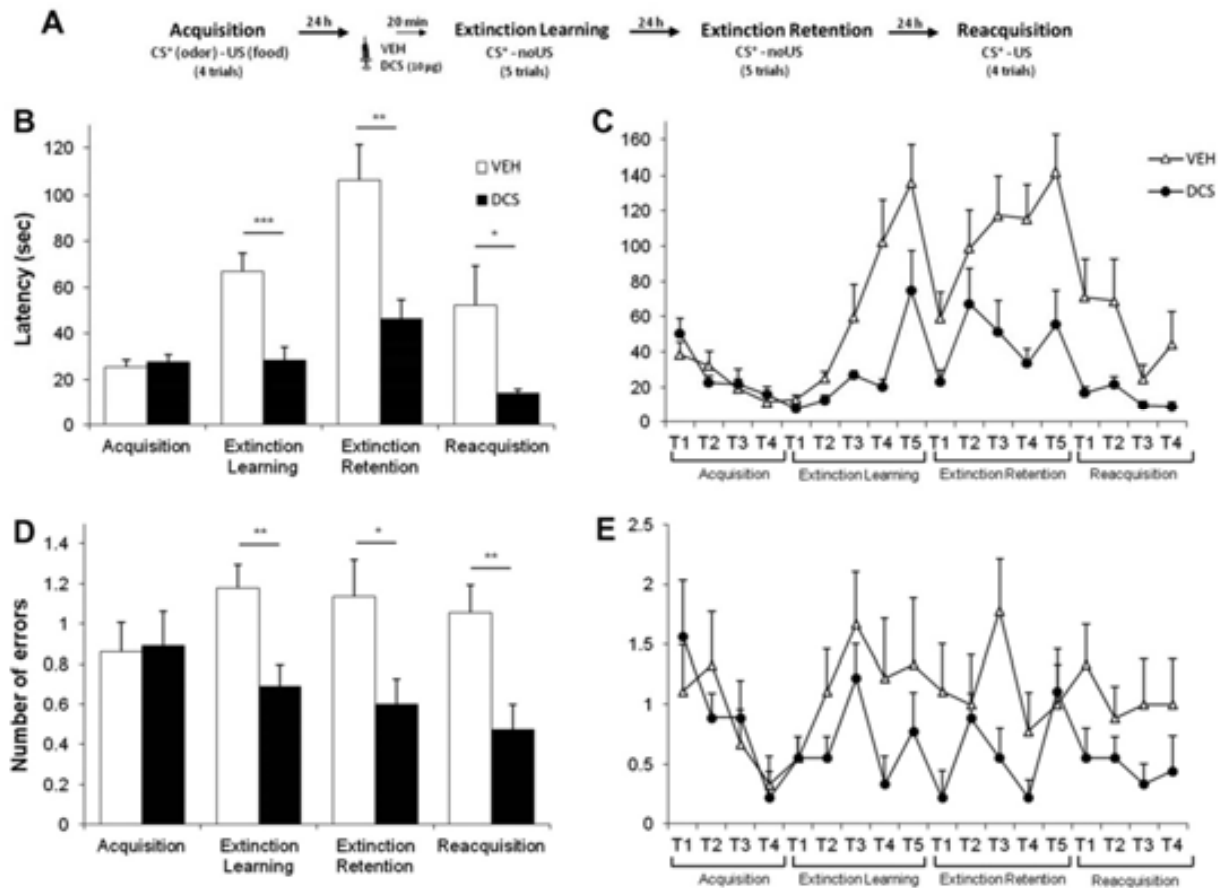 A
Acquisition 24 h 20 min Extinction Learning 24 h Extinction Retention 24 h Reacquisition
CS⁺ (odor) - US (food) VEH CS⁺ - noUS CS⁺ - noUS CS⁺ - US
(4 trials) DCS (10 µg) (5 trials) (5 trials) (4 trials)
B
Latency (sec)
120
100
80
60
40
20
0
***
**
*
VEH
DCS
Acquisition Extinction Learning Extinction Retention Reacquistion
C
160
140
120
100
80
60
40
20
0
VEH
DCS
T1 T2 T3 T4 T1 T2 T3 T4 T5 T1 T2 T3 T4 T5 T1 T2 T3 T4
Acquisition Extinction Learning Extinction Retention Reacquisition
D
Number of errors
1.4
1.2
1
0.8
0.6
0.4
0.2
0
**
*
**
Acquisition Extinction Learning Extinction Retention Reacquisition
E
2.5
2
1.5
1
0.5
0
T1 T2 T3 T4 T1 T2 T3 T4 T5 T1 T2 T3 T4 T5 T1 T2 T3 T4
Acquisition Extinction Learning Extinction Retention Reacquisition